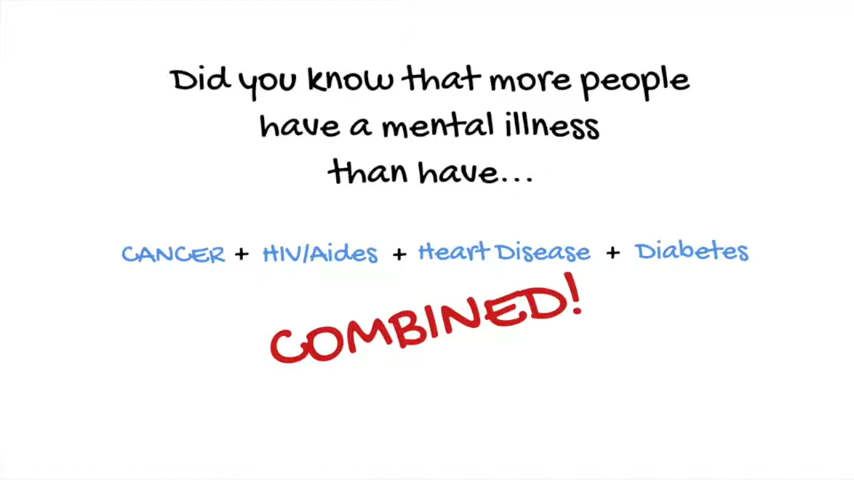 Did you know that more people
have a mental illness
than have...
CANCER + HIV/Aides + Heart Disease + Diabetes
COMBINED!